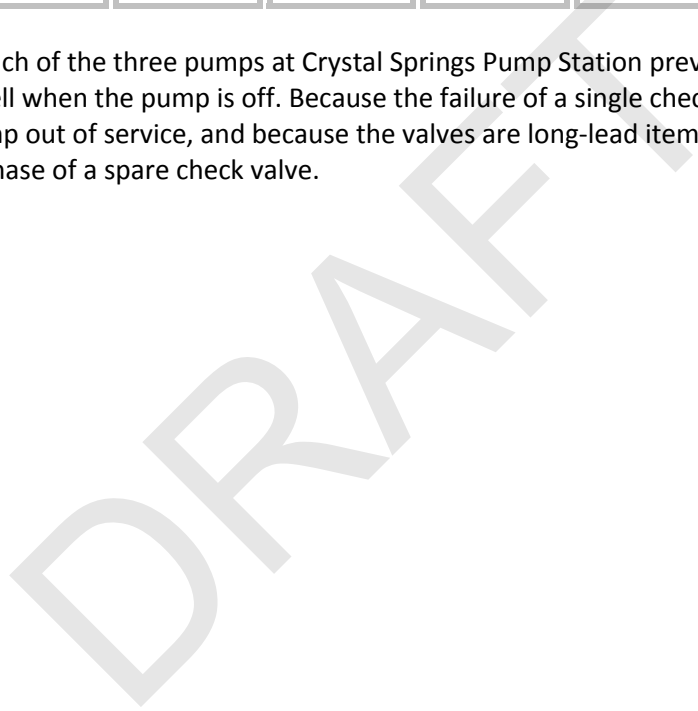 ch of the three pumps at Crystal Springs Pump Station prev
ll when the pump is off. Because the failure of a single chec
p out of service, and because the valves are long-lead item
ase of a spare check valve.
DRAFT